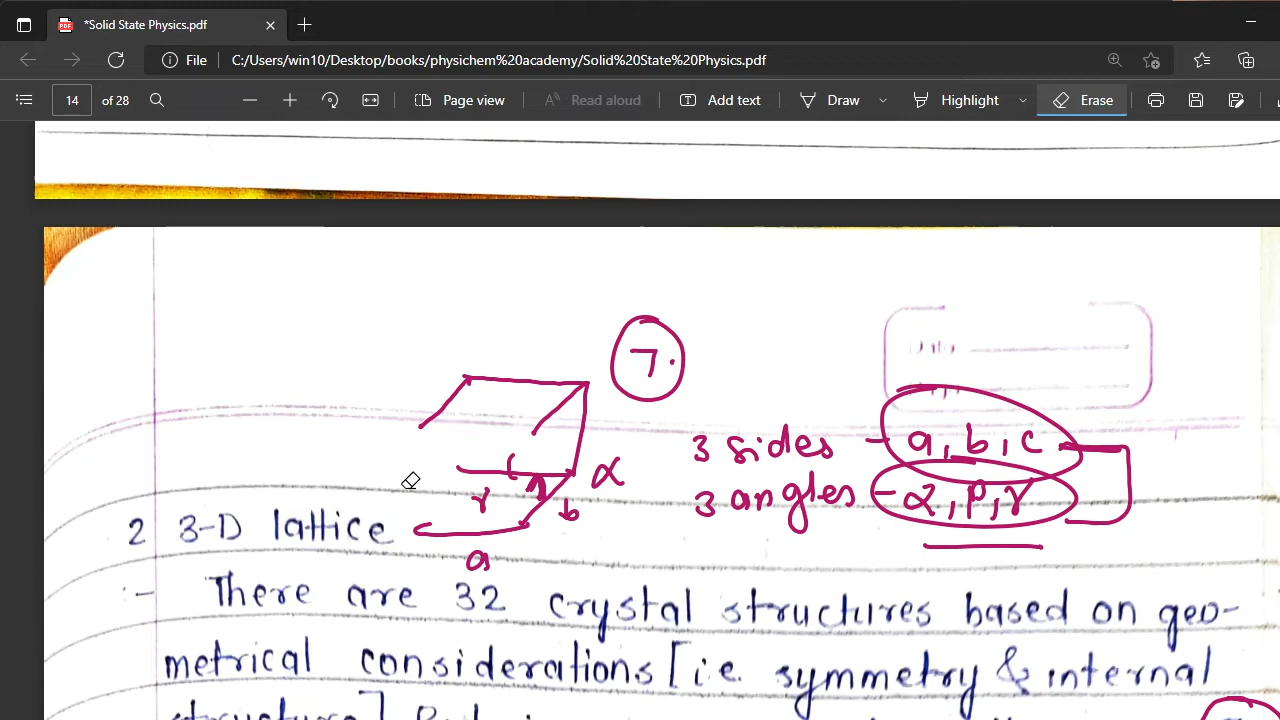 *Solid State Physics.pdf
File C:/Users/win10/Desktop/books/physichem%20academy/Solid%20State%20Physics.pdf
14 of 28 Page view Read aloud Add text Draw Highlight Erase
7.
3 sides - a, b, c
3 angles - α, β, γ
α
γ
b
a
2 3-D lattice
:- There are 32 crystal structures based on geo-
metrical considerations [i.e. symmetry & internal
structure]